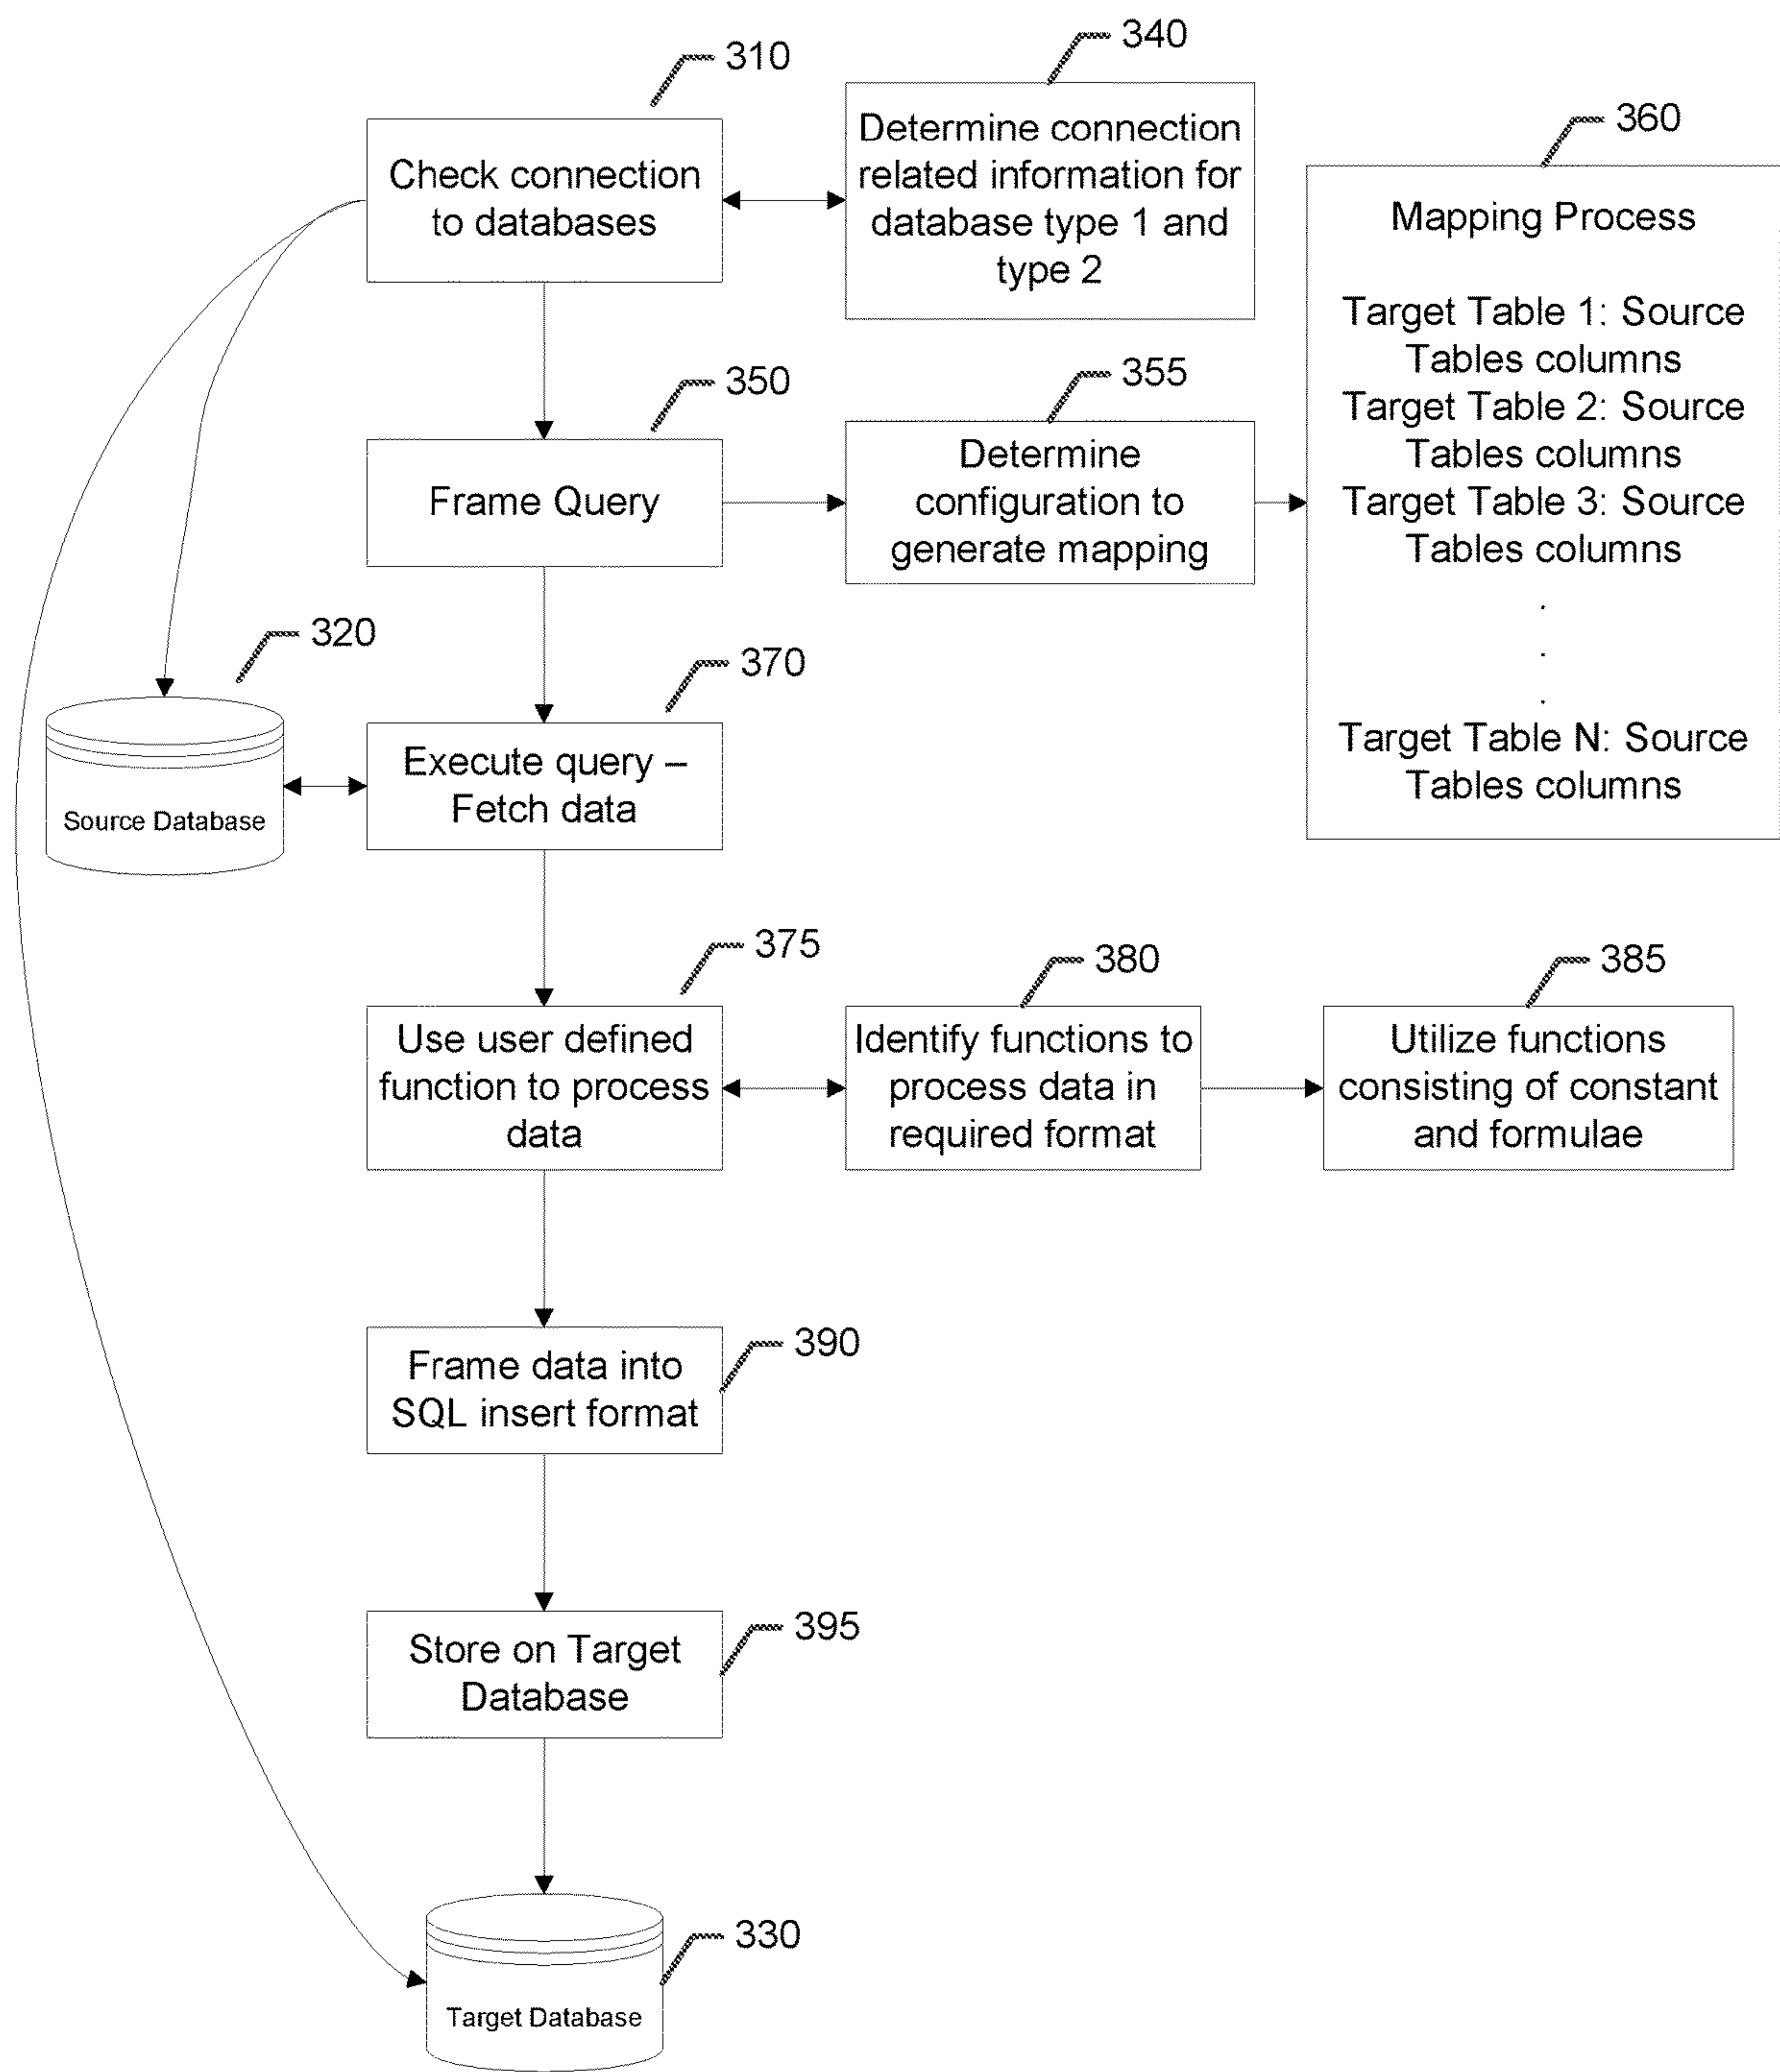 310
Check connection
to databases
340
Determine connection
related information for
database type 1 and
type 2
360
Mapping Process
Target Table 1: Source
Tables columns
Target Table 2: Source
Tables columns
Target Table 3: Source
Tables columns
.
.
.
Target Table N: Source
Tables columns
350
Frame Query
355
Determine
configuration to
generate mapping
320
Source Database
370
Execute query –
Fetch data
375
Use user defined
function to process
data
380
Identify functions to
process data in
required format
385
Utilize functions
consisting of constant
and formulae
390
Frame data into
SQL insert format
395
Store on Target
Database
330
Target Database